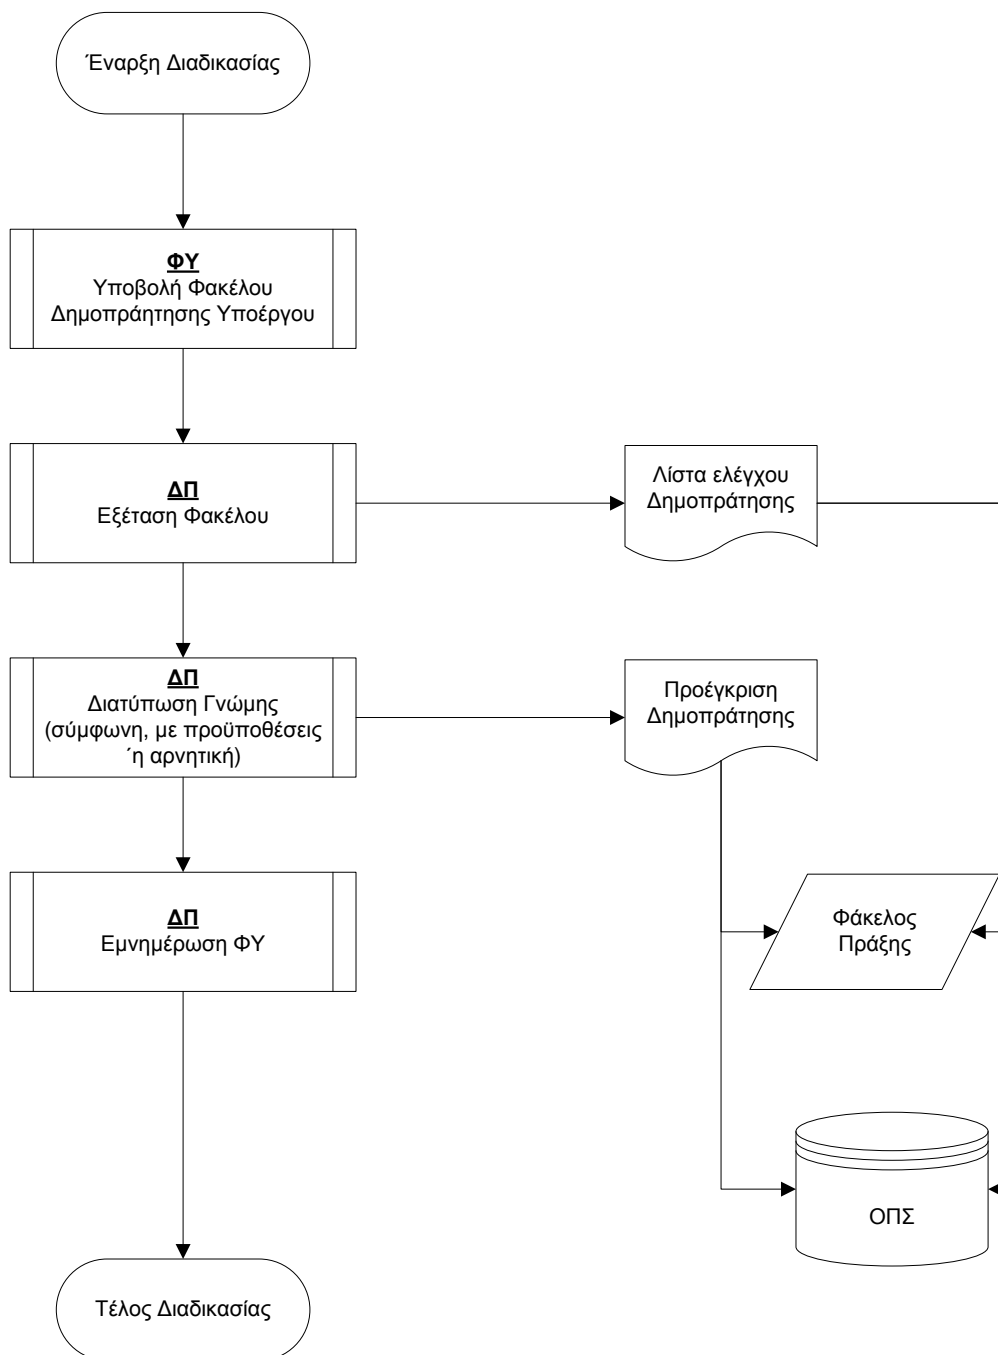 Έναρξη Διαδικασίας
ΦΥ
Υποβολή Φακέλου
Δημοπράητησης Υποέργου
ΔΠ
Εξέταση Φακέλου
Λίστα ελέγχου
Δημοπράτησης
ΔΠ
Διατύπωση Γνώμης
(σύμφωνη, με προϋποθέσεις
΄η αρνητική)
Προέγκριση
Δημοπράτησης
ΔΠ
Εμνημέρωση ΦΥ
Φάκελος
Πράξης
ΟΠΣ
Τέλος Διαδικασίας